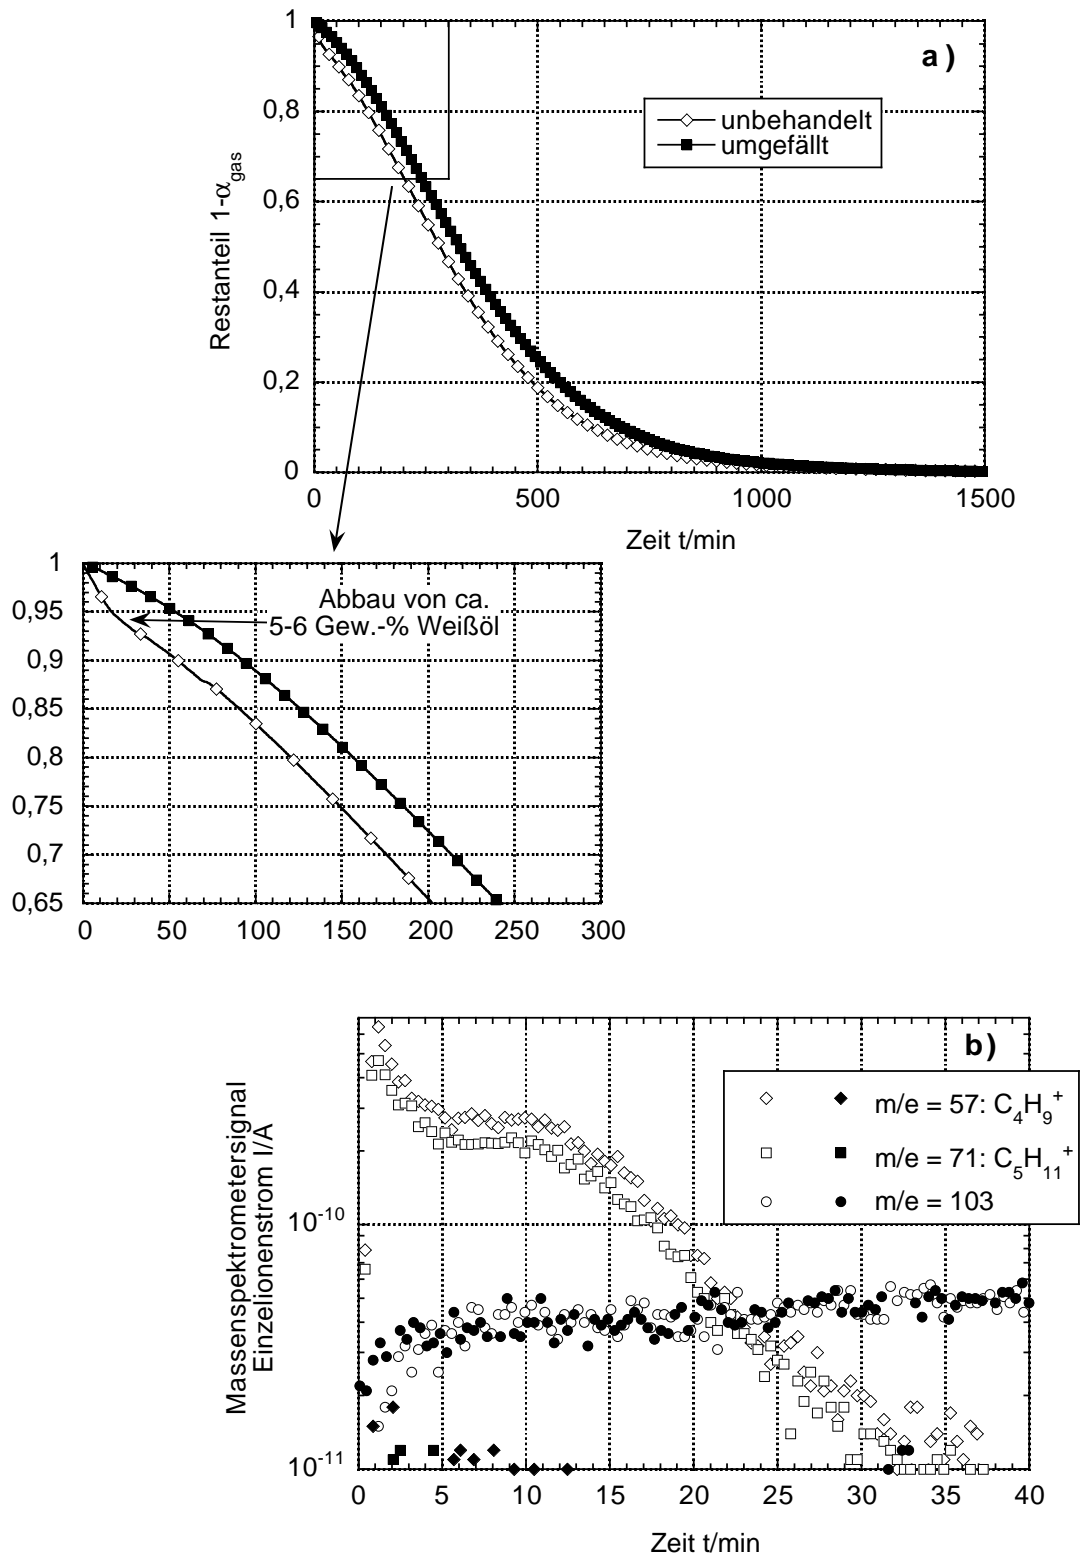 1
0,8
0,6
0,4
0,2
0
Restanteil 1-α_gas
a)
unbehandelt
umgefällt
0 500 1000 1500
Zeit t/min
1
0,95
0,9
0,85
0,8
0,75
0,7
0,65
Abbau von ca.
5-6 Gew.-% Weißöl
0 50 100 150 200 250 300
b)
m/e = 57: C₄H₉⁺
m/e = 71: C₅H₁₁⁺
m/e = 103
Massenspektrometersignal
Einzelionenstrom I/A
10⁻¹⁰
10⁻¹¹
0 5 10 15 20 25 30 35 40
Zeit t/min